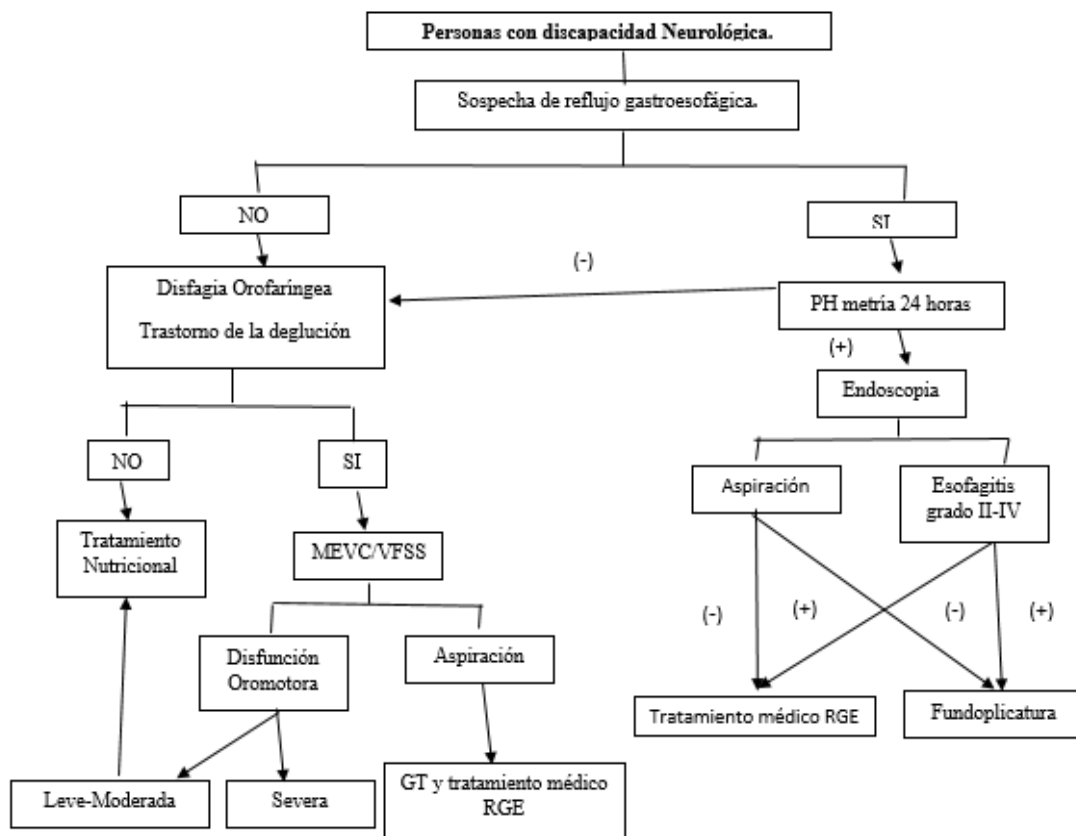 Personas con discapacidad Neurológica.
Sospecha de reflujo gastroesofágica.
NO
SI
(-)
Disfagia Orofaríngea
Trastorno de la deglución
PH metría 24 horas
(+)
Endoscopia
NO
SI
Aspiración
Esofagitis
grado II-IV
Tratamiento
Nutricional
MEVC/VFSS
(-)
(+)
(-)
(+)
Disfunción
Oromotora
Aspiración
Tratamiento médico RGE
Fundoplicatura
Leve-Moderada
Severa
GT y tratamiento médico
RGE